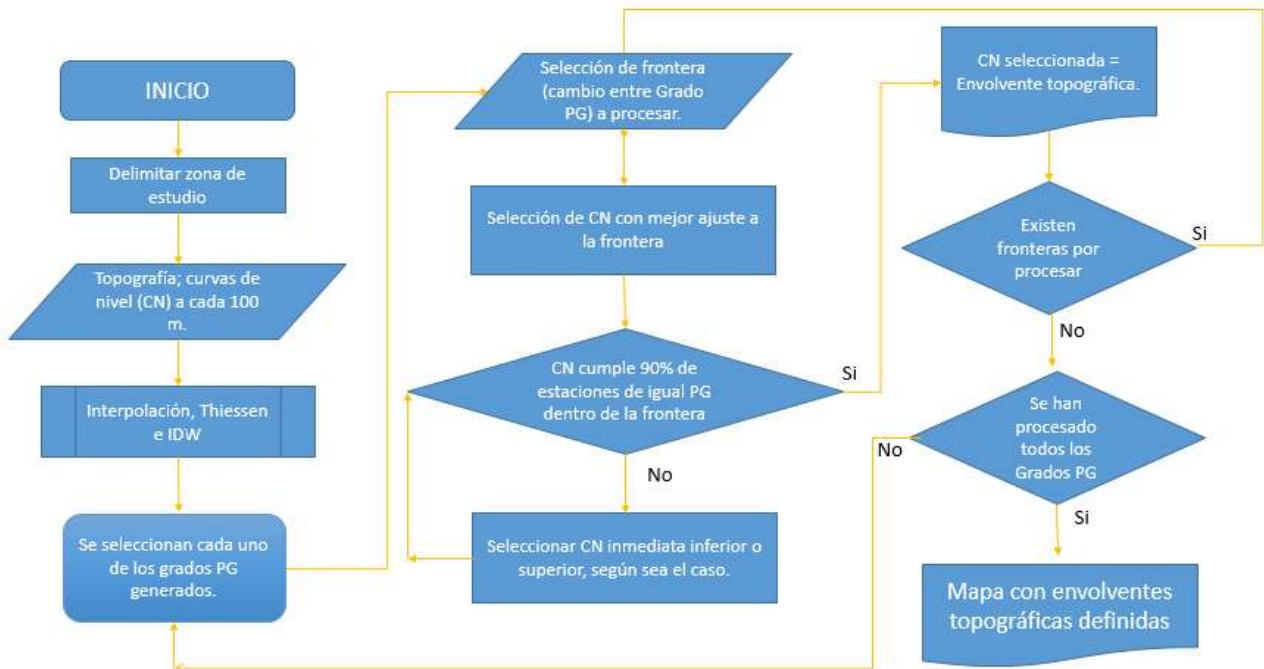 INICIO
Delimitar zona de
estudio
Topografía; curvas de
nivel (CN) a cada 100
m.
Interpolación, Thiessen
e IDW
Se seleccionan cada uno
de los grados PG
generados.
Selección de frontera
(cambio entre Grado
PG) a procesar.
Selección de CN con mejor ajuste a
la frontera
CN cumple 90% de
estaciones de igual PG
dentro de la frontera
Si
No
Seleccionar CN inmediata inferior o
superior, según sea el caso.
CN seleccionada =
Envolvente topográfica.
Existen
fronteras por
procesar
Si
No
Se han
procesado
todos los
Grados PG
No
Si
Mapa con envolventes
topográficas definidas